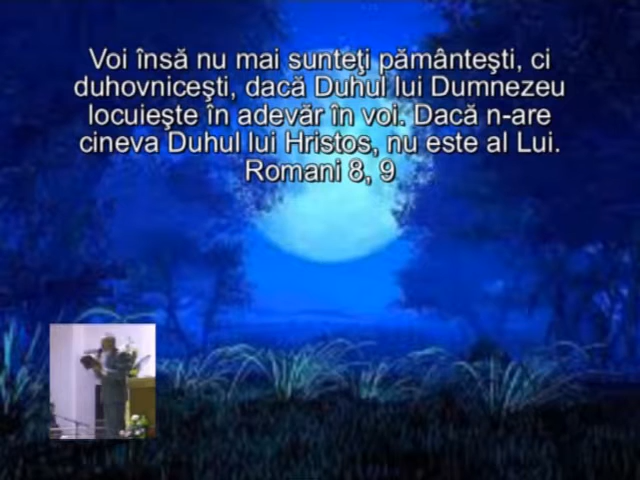 Voi însă nu mai sunteţi pământeşti, ci
duhovniceşti, dacă Duhul lui Dumnezeu
locuieşte în adevăr în voi. Dacă n-are
cineva Duhul lui Hristos, nu este al Lui.
Romani 8, 9